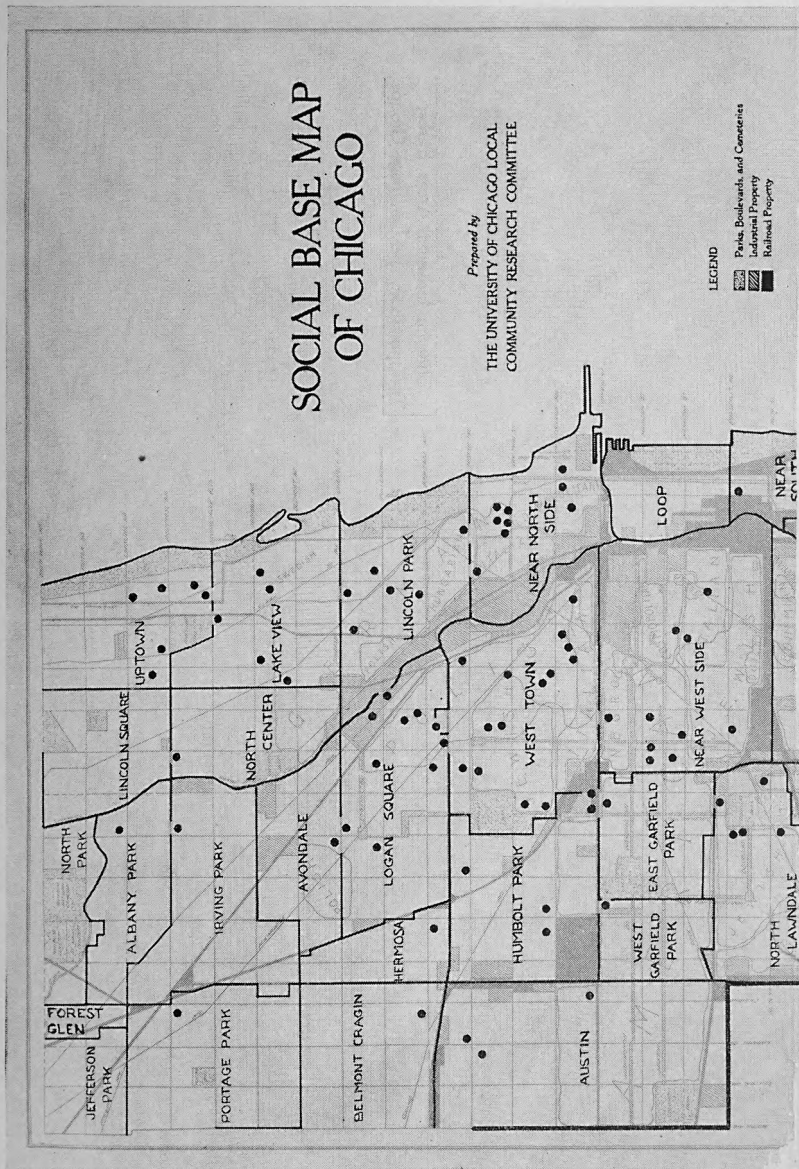 SOCIAL BASE MAP
OF CHICAGO
Prepared by
THE UNIVERSITY OF CHICAGO LOCAL
COMMUNITY RESEARCH COMMITTEE
LEGEND
Parks, Boulevards, and Cemeteries
Industrial Property
Railroad Property
FOREST
GLEN
JEFFERSON
PARK
NORTH
PARK
ALBANY PARK
LINCOLN SQUARE
UPTOWN
PORTAGE PARK
IRVING PARK
NORTH
CENTER
LAKE VIEW
AVONDALE
BELMONT CRAGIN
HERMOSA
LOGAN SQUARE
LINCOLN PARK
HUMBOLT PARK
WEST TOWN
NEAR NORTH
SIDE
AUSTIN
WEST
GARFIELD
PARK
EAST GARFIELD
PARK
NEAR WEST SIDE
LOOP
NORTH
LAWNDALE
NEAR
SOUTH